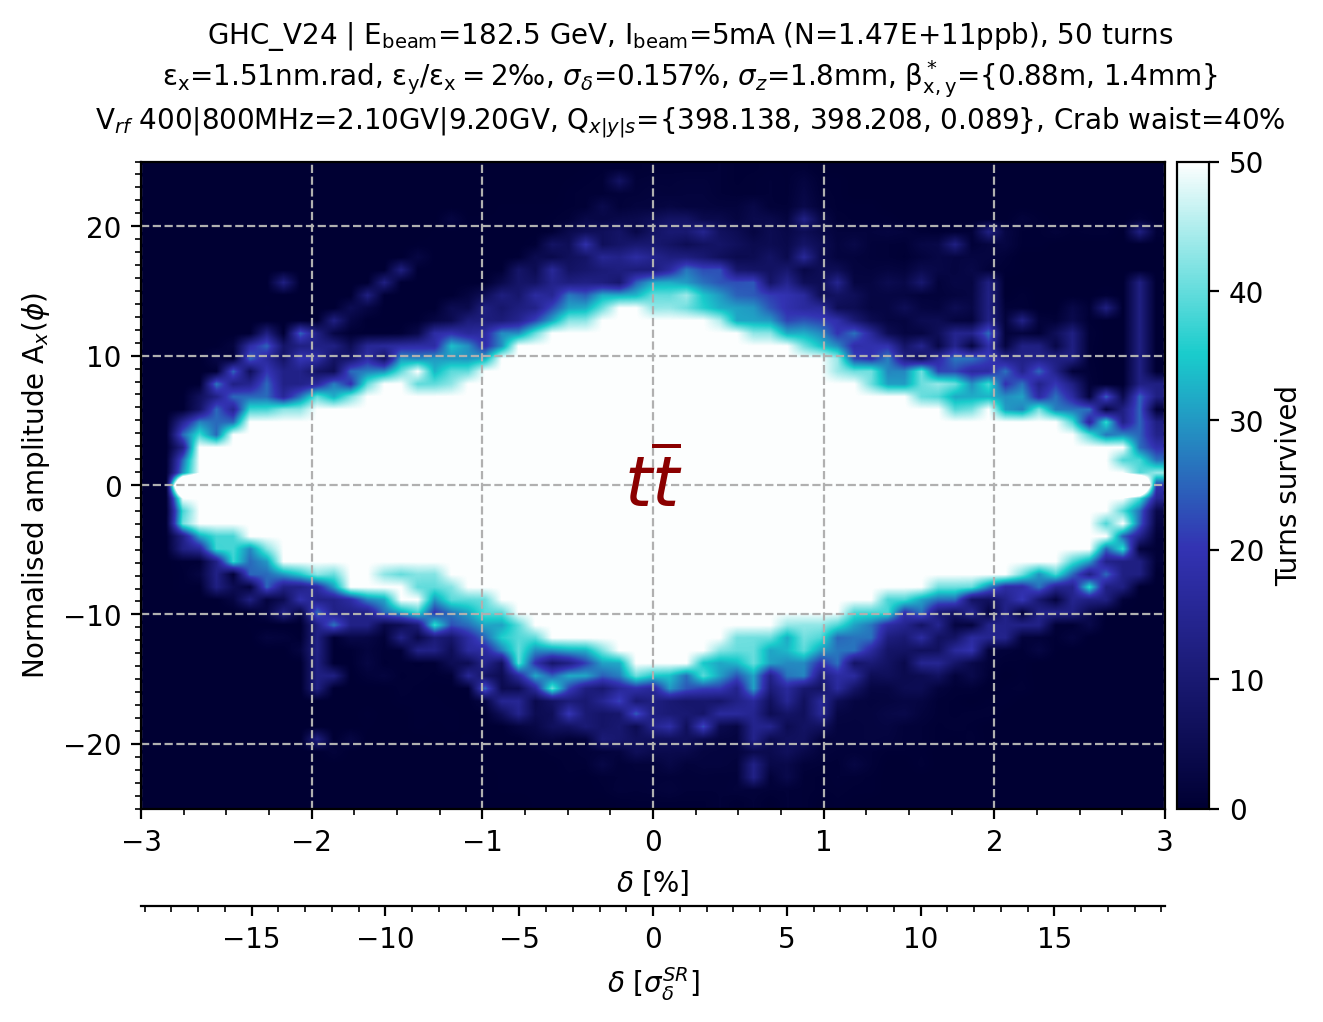 GHC_V24 | E_beam=182.5 GeV, I_beam=5mA (N=1.47E+11ppb), 50 turns
ε_x=1.51nm.rad, ε_y/ε_x = 2‰, σ_δ=0.157%, σ_z=1.8mm, β*_x,y={0.88m, 1.4mm}
V_rf 400|800MHz=2.10GV|9.20GV, Q_x|y|s={398.138, 398.208, 0.089}, Crab waist=40%
Normalised amplitude A_x(ϕ)
20
10
0
−10
−20
tt̅
−3 −2 −1 0 1 2 3
δ [%]
−15 −10 −5 0 5 10 15
δ [σ_δ^SR]
50
40
30
20
10
0
Turns survived